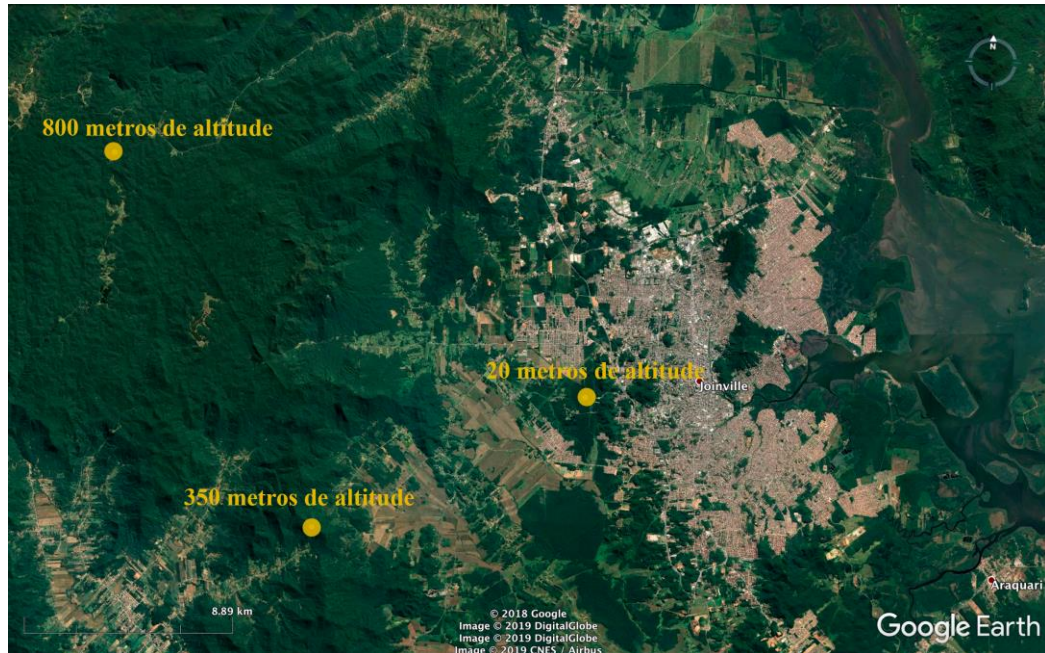 N
800 metros de altitude
20 metros de altitude
Joinville
350 metros de altitude
Araquari
8.89 km
© 2018 Google
Image © 2019 DigitalGlobe
Image © 2019 DigitalGlobe
Image © 2019 CNES / Airbus
Google Earth